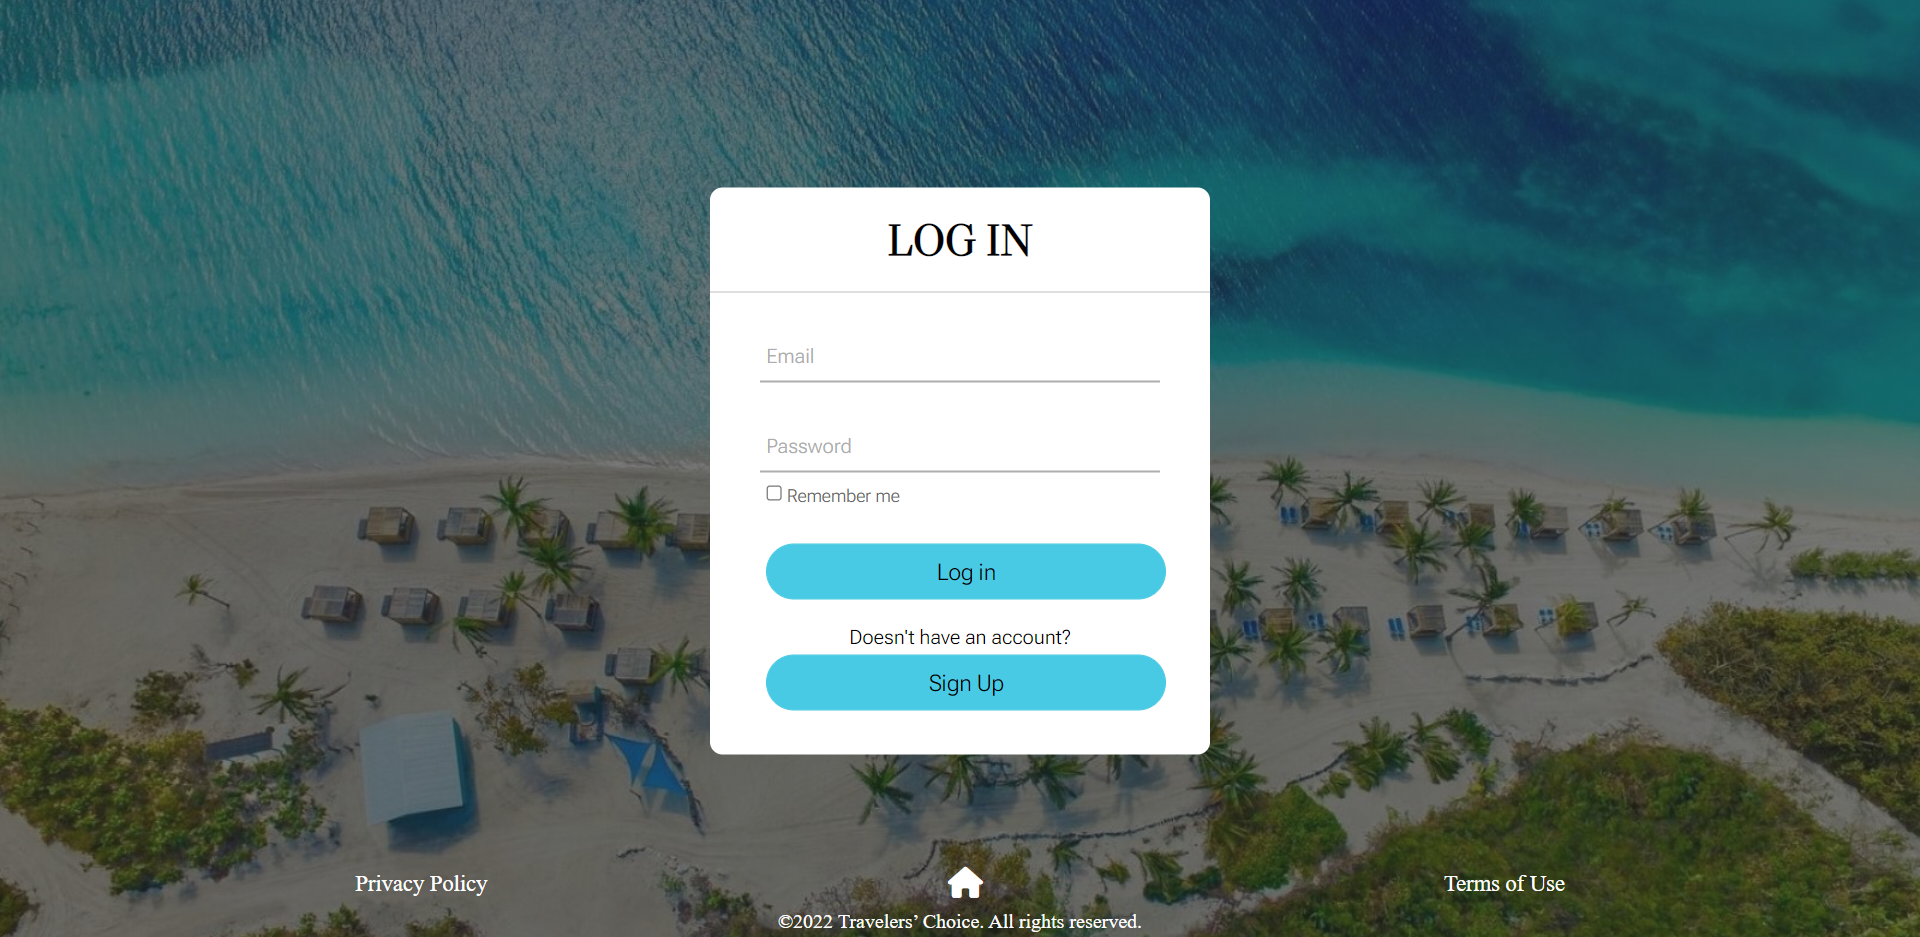 LOG IN
Email
Password
Remember me
Log in
Doesn't have an account?
Sign Up
Privacy Policy
Terms of Use
©2022 Travelers’ Choice. All rights reserved.